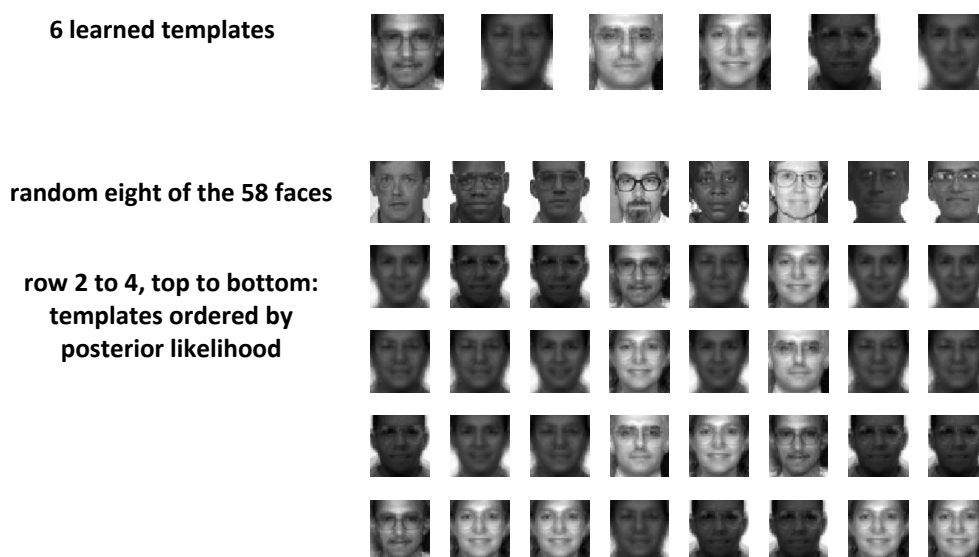 6 learned templates
random eight of the 58 faces
row 2 to 4, top to bottom:
templates ordered by
posterior likelihood